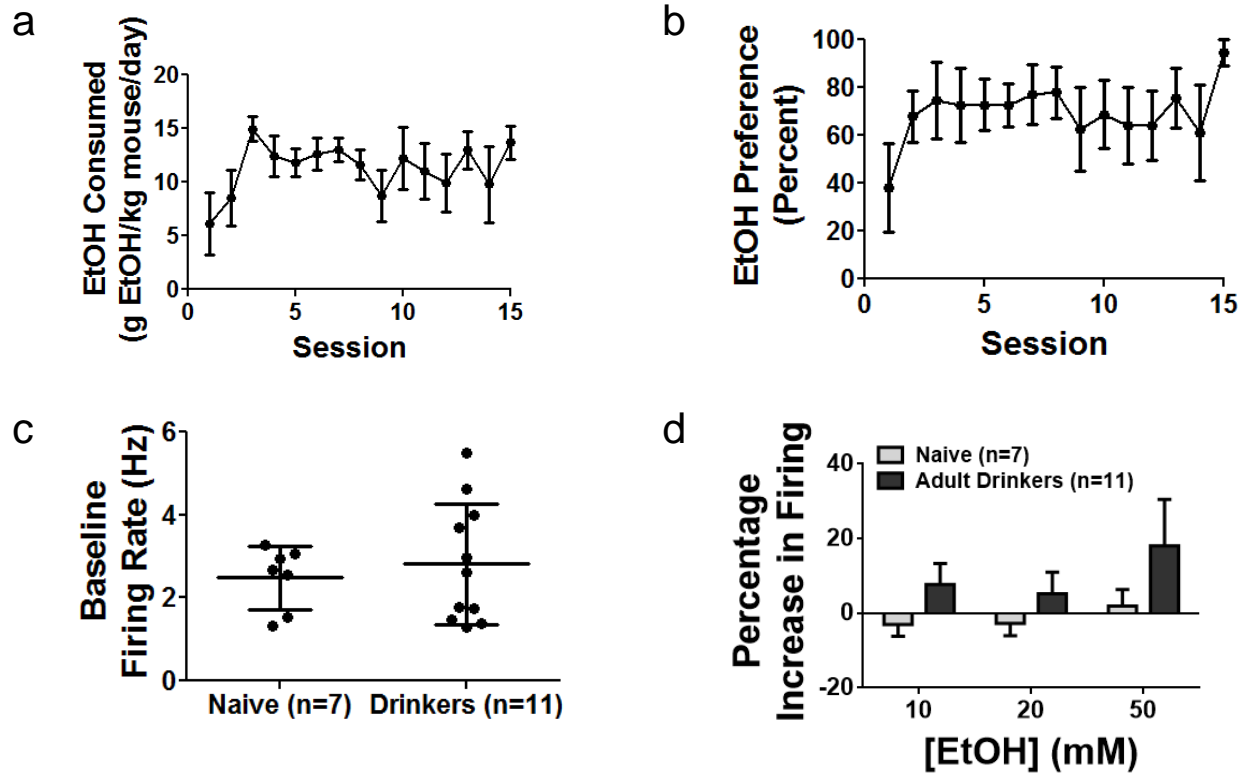 a
EtOH Consumed
(g EtOH/kg mouse/day)
20
15
10
5
0
0 5 10 15
Session
b
EtOH Preference
(Percent)
100
80
60
40
20
0
0 5 10 15
Session
c
Baseline
Firing Rate (Hz)
6
4
2
0
Naive (n=7) Drinkers (n=11)
d
Percentage
Increase in Firing
40
20
0
-20
Naive (n=7)
Adult Drinkers (n=11)
10 20 50
[EtOH] (mM)